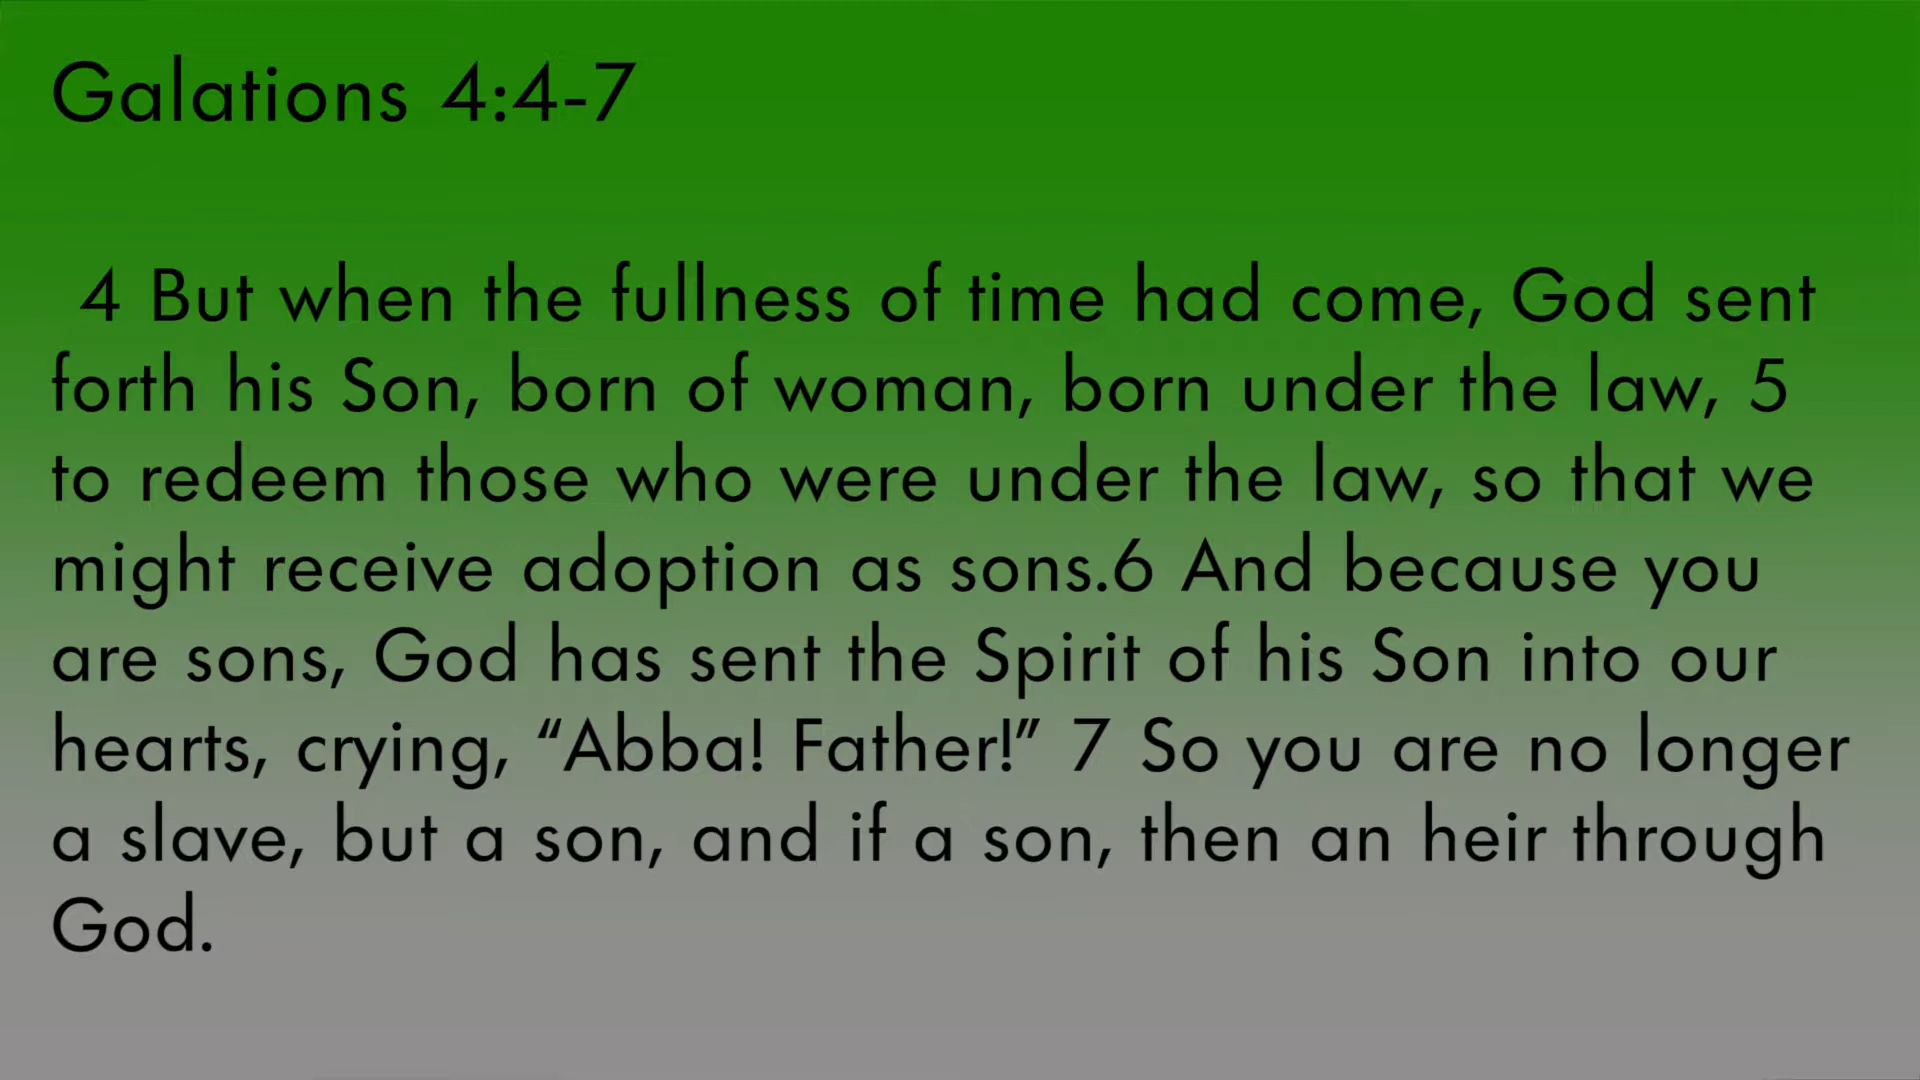 Galations 4:4-7
4 But when the fullness of time had come, God sent
forth his Son, born of woman, born under the law, 5
to redeem those who were under the law, so that we
might receive adoption as sons.6 And because you
are sons, God has sent the Spirit of his Son into our
hearts, crying, “Abba! Father!” 7 So you are no longer
a slave, but a son, and if a son, then an heir through
God.